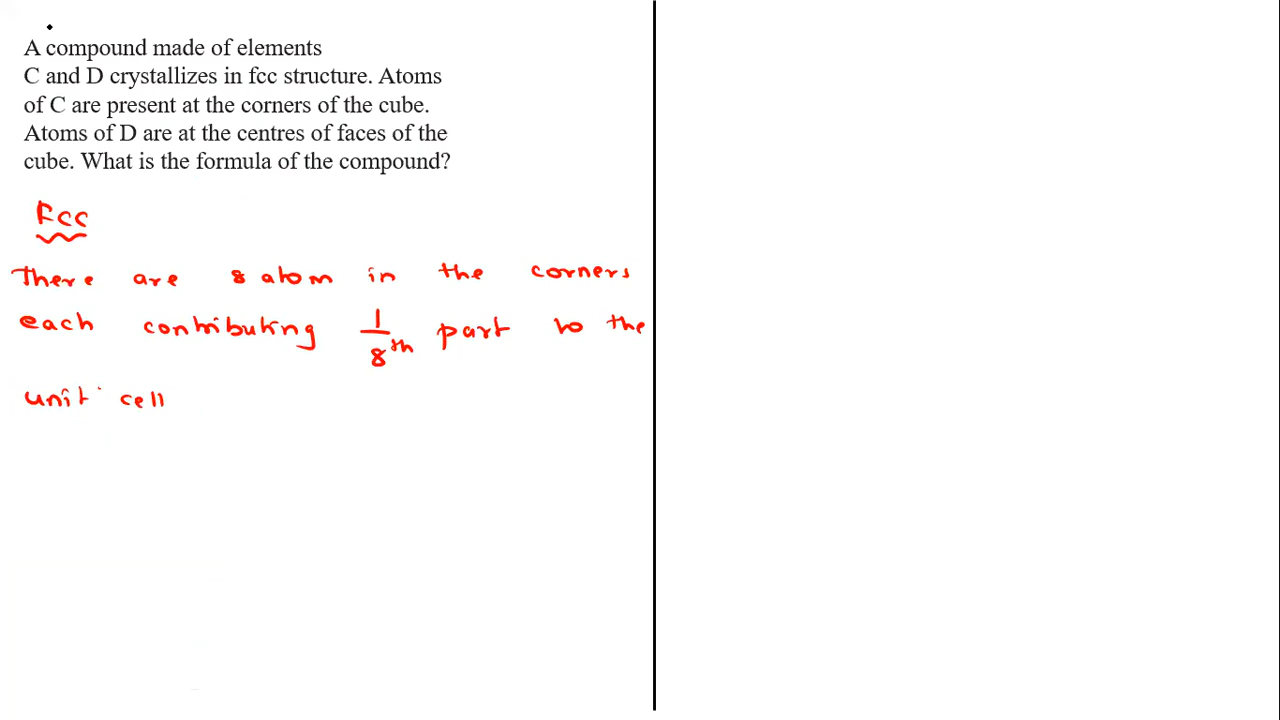 A compound made of elements
C and D crystallizes in fcc structure. Atoms
of C are present at the corners of the cube.
Atoms of D are at the centres of faces of the
cube. What is the formula of the compound?
Fcc
There are 8 atom in the corners
each contributing 1/8th part to the
unit cell